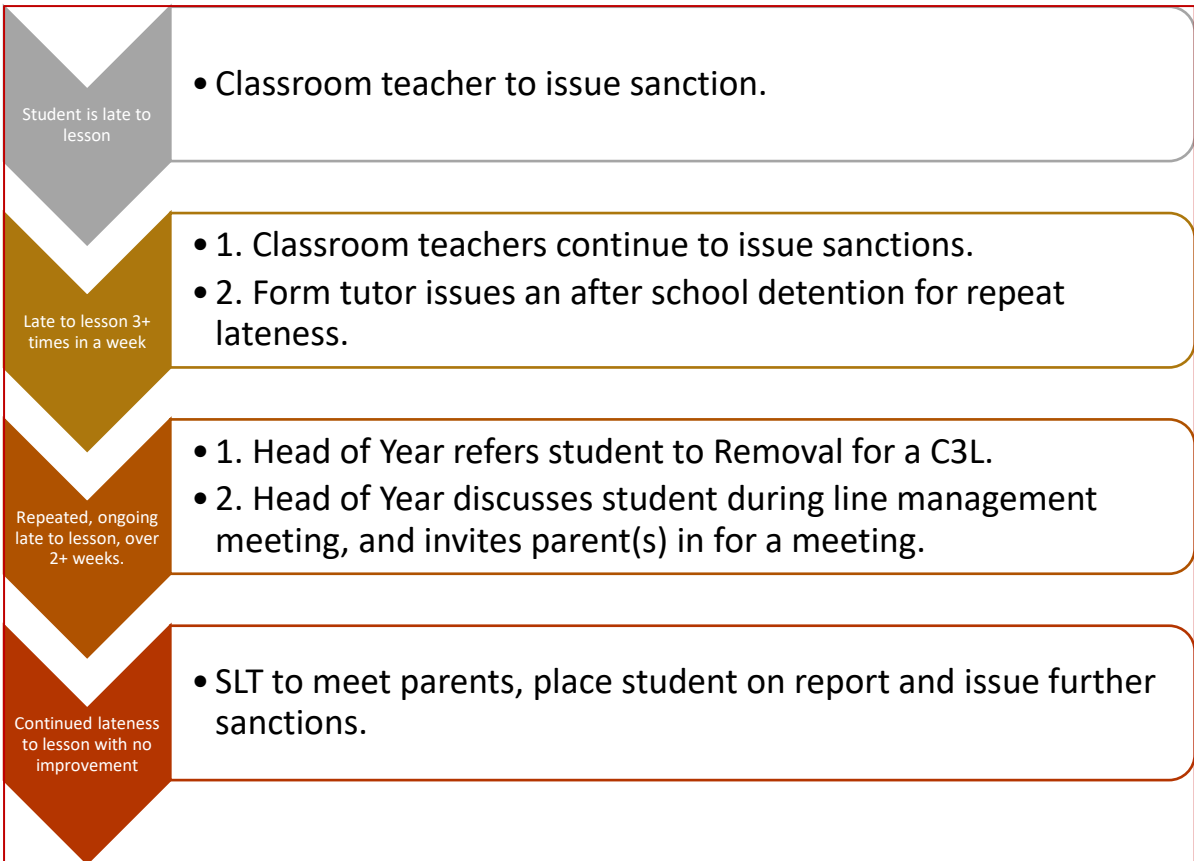 Student is late to
lesson
• Classroom teacher to issue sanction.
Late to lesson 3+
times in a week
• 1. Classroom teachers continue to issue sanctions.
• 2. Form tutor issues an after school detention for repeat
lateness.
Repeated, ongoing
late to lesson, over
2+ weeks.
• 1. Head of Year refers student to Removal for a C3L.
• 2. Head of Year discusses student during line management
meeting, and invites parent(s) in for a meeting.
Continued lateness
to lesson with no
improvement
• SLT to meet parents, place student on report and issue further
sanctions.